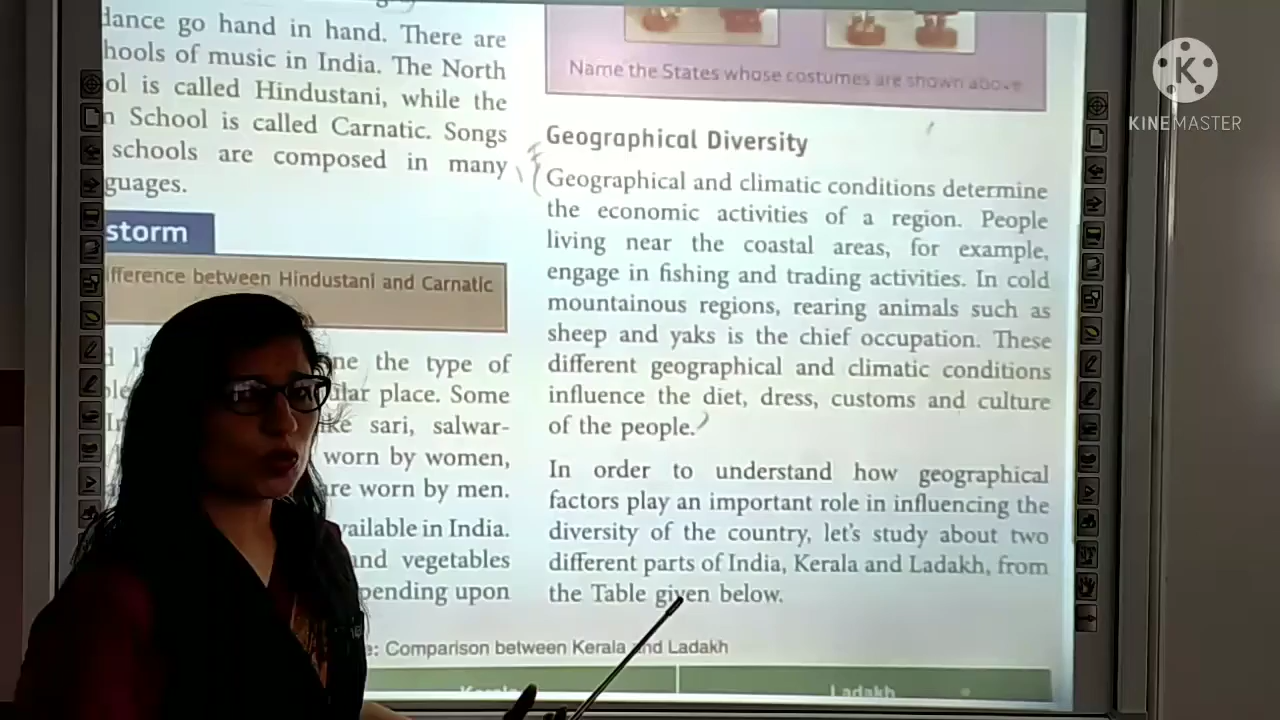 dance go hand in hand. There are
hools of music in India. The North
ol is called Hindustani, while the
n School is called Carnatic. Songs
schools are composed in many
guages.
storm
ifference between Hindustani and Carnatic
ne the type of
ular place. Some
like sari, salwar-
worn by women,
re worn by men.
vailable in India.
and vegetables
pending upon
Name the States whose costumes are shown above
Geographical Diversity
Geographical and climatic conditions determine
the economic activities of a region. People
living near the coastal areas, for example,
engage in fishing and trading activities. In cold
mountainous regions, rearing animals such as
sheep and yaks is the chief occupation. These
different geographical and climatic conditions
influence the diet, dress, customs and culture
of the people.
In order to understand how geographical
factors play an important role in influencing the
diversity of the country, let's study about two
different parts of India, Kerala and Ladakh, from
the Table given below.
e: Comparison between Kerala and Ladakh
Kerala
Ladakh
K
KINEMASTER